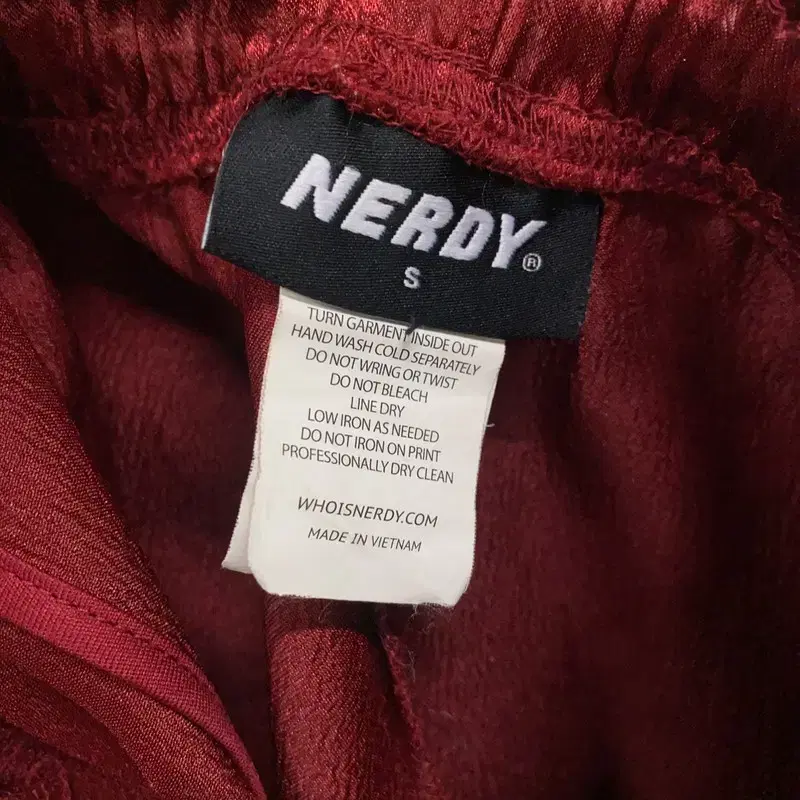 NERDY®
S
TURN GARMENT INSIDE OUT
HAND WASH COLD SEPARATELY
DO NOT WRING OR TWIST
DO NOT BLEACH
LINE DRY
LOW IRON AS NEEDED
DO NOT IRON ON PRINT
PROFESSIONALLY DRY CLEAN
WHOISNERDY.COM
MADE IN VIETNAM